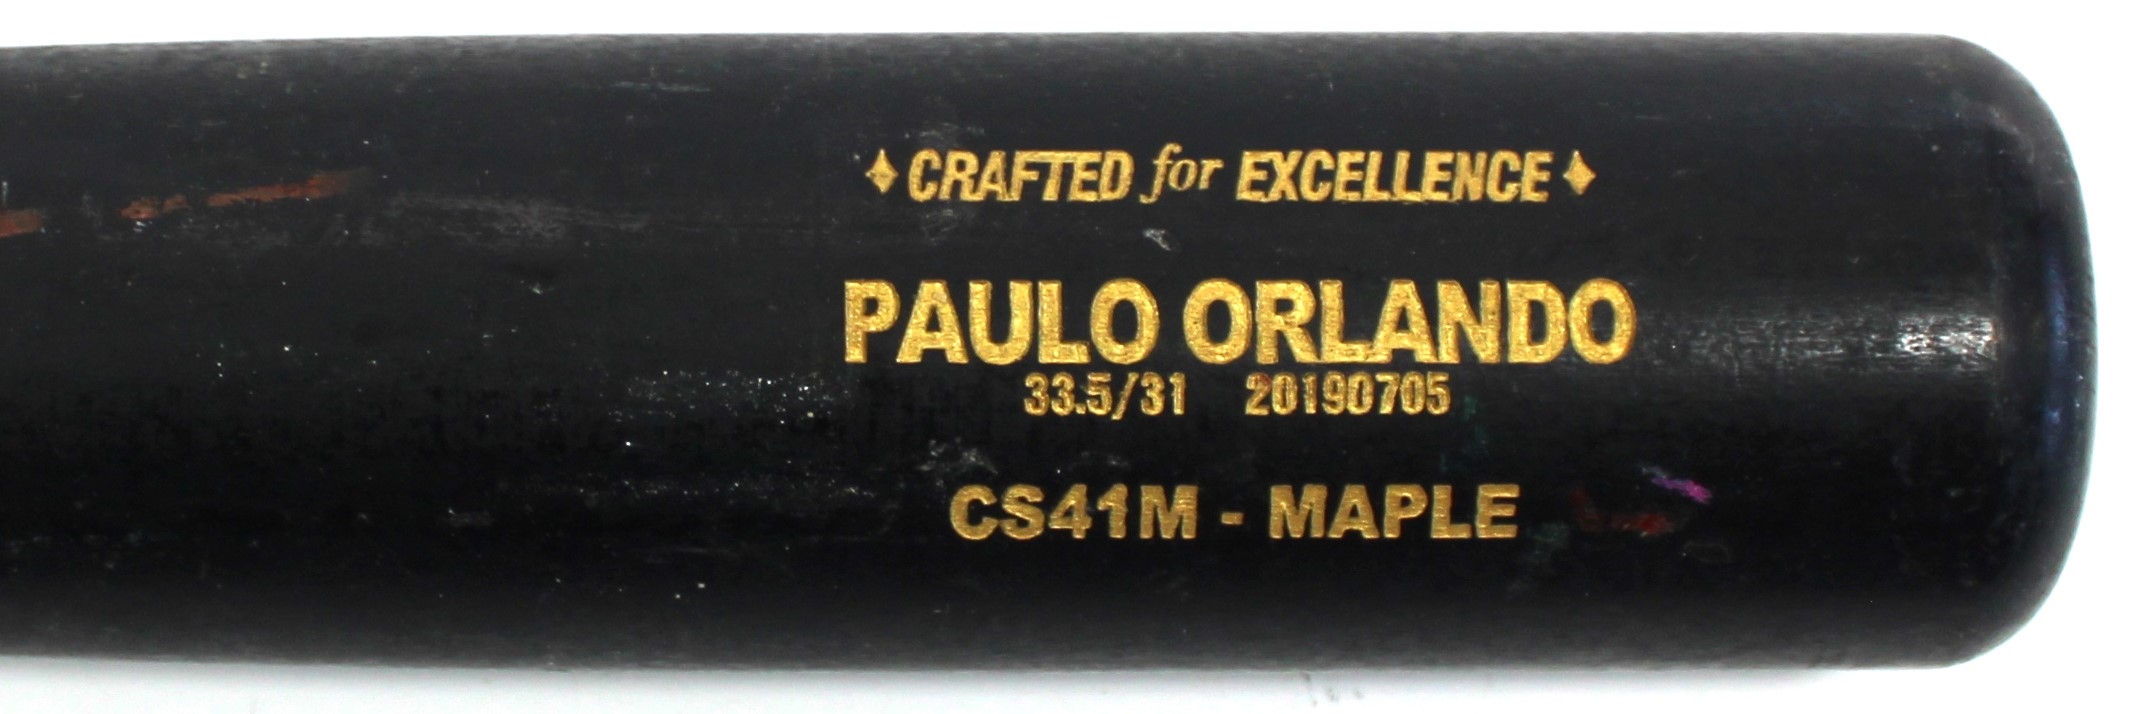 ♦ CRAFTED for EXCELLENCE ♦
PAULO ORLANDO
33.5/31 20190705
CS41M - MAPLE